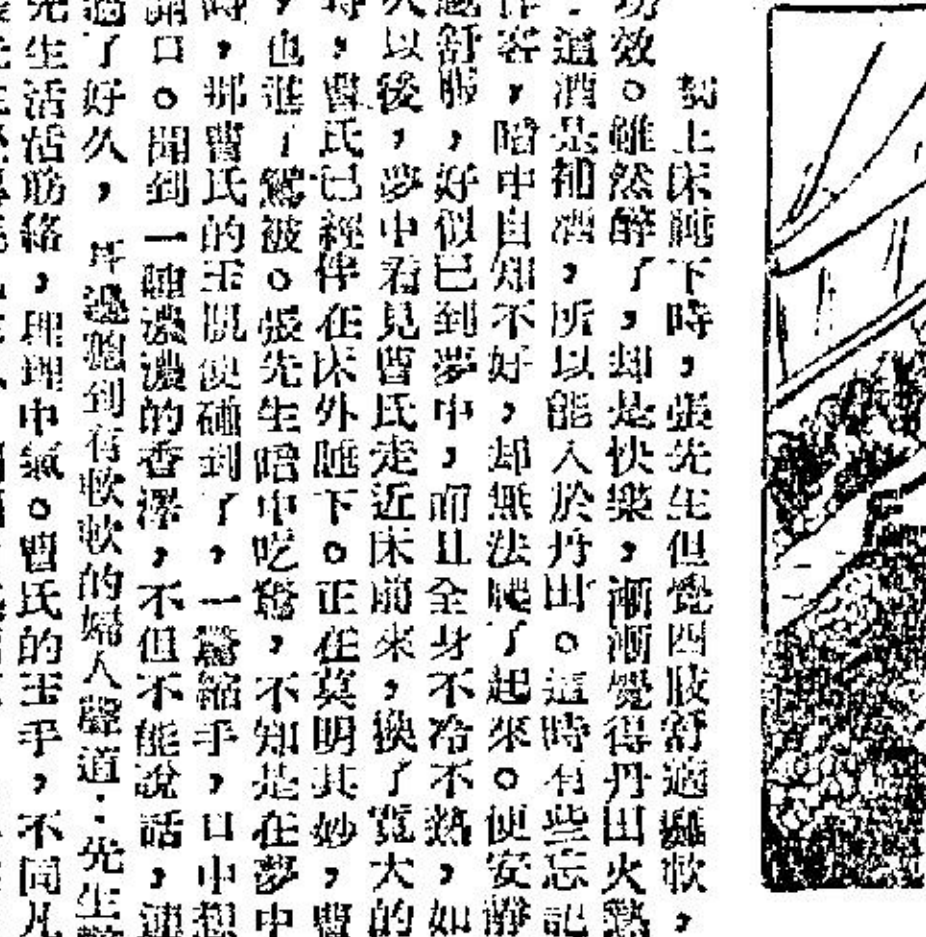 上床睡下時，張先生但覺四肢舒適軟，
功效。雖然醉了，却是快樂，漸漸覺得丹田火熱
這酒是補酒，所以能入於丹田。這時有些忘記
作客，暗中自知不好，却無法爬了起來。便安靜
舒服，好似已到夢中，而且全身不冷不熱，如
久以後，夢中看見曹氏走近床前來，換了寬大的
時，曹氏已經伴在床外睡下。正在莫明其妙，曹
，也進了鴛被。張先生暗中吃驚，不知是在夢中
時，那曹氏的玉肌便碰到了，一驚縮手，口中想
開口。聞到一種濃濃的香澤，不但不能說話，連
過了好久，耳邊聽到有軟軟的婦人聲道．先生
先生活活筋絡，理理中氣。曹氏的玉手，不同凡